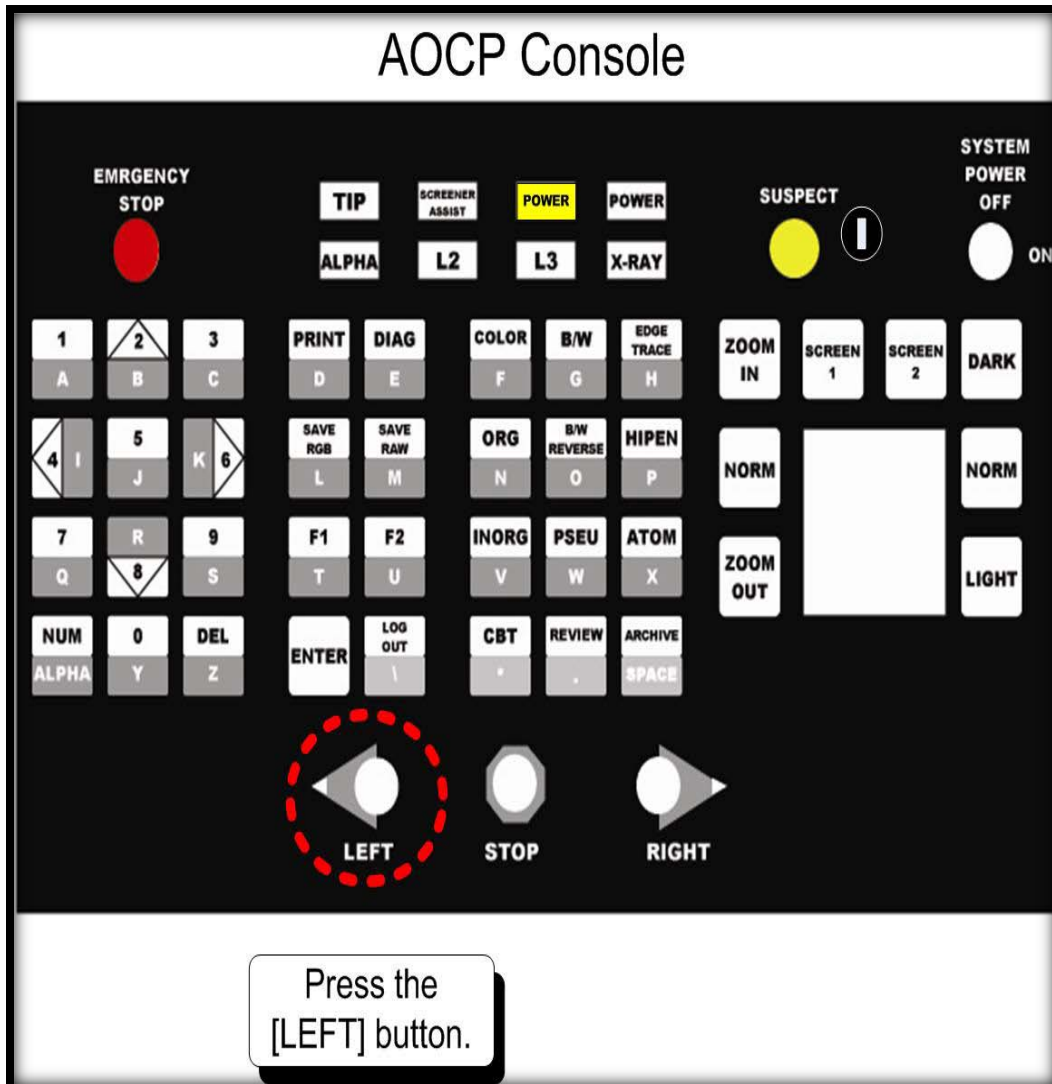 AOCP Console
EMRGENCY
STOP
TIP
SCREENER
ASSIST
POWER
POWER
ALPHA
L2
L3
X-RAY
SUSPECT
SYSTEM
POWER
OFF
ON
1
A
2
B
3
C
PRINT
D
DIAG
E
COLOR
F
B/W
G
EDGE
TRACE
H
ZOOM
IN
SCREEN
1
SCREEN
2
DARK
4 I
5
J
K 6
SAVE
RGB
L
SAVE
RAW
M
ORG
N
B/W
REVERSE
O
HIPEN
P
NORM
NORM
7
Q
R
8
9
S
F1
T
F2
U
INORG
V
PSEU
W
ATOM
X
ZOOM
OUT
LIGHT
NUM
ALPHA
0
Y
DEL
Z
ENTER
LOG
OUT
\
CBT
*
REVIEW
.
ARCHIVE
SPACE
LEFT
STOP
RIGHT
Press the
[LEFT] button.